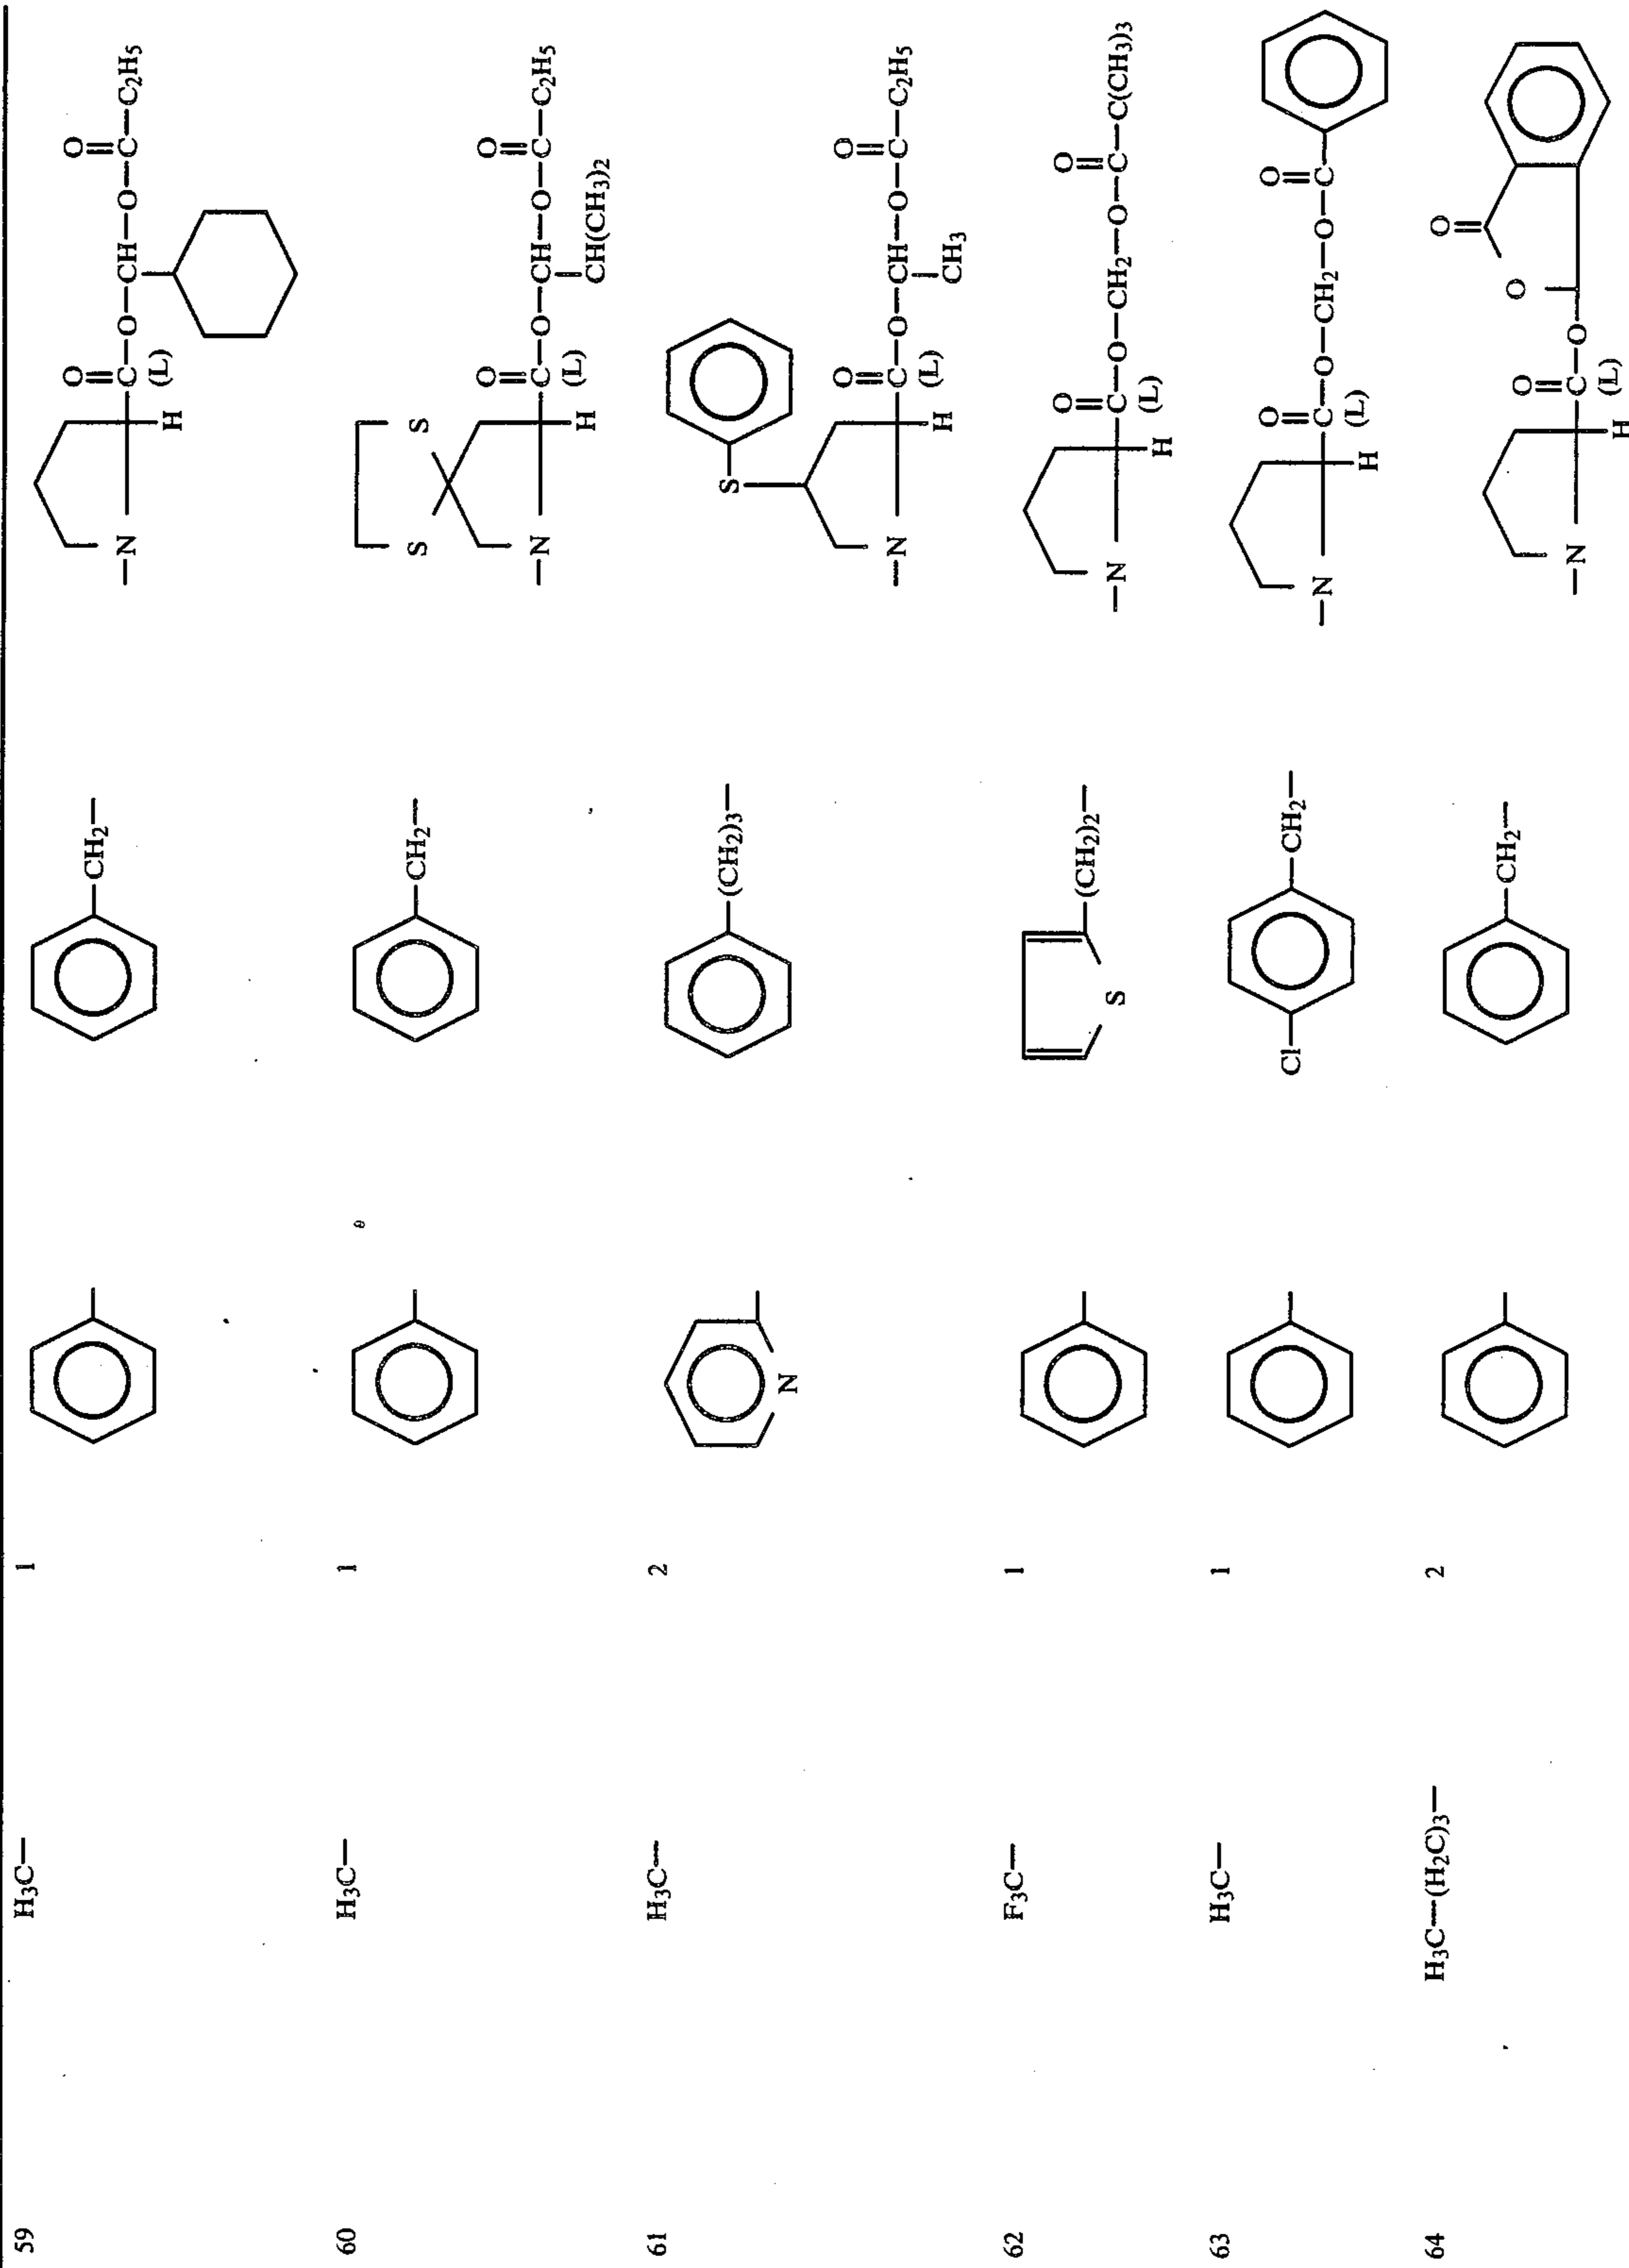 59 H3C— 1 —CH2— —N (L) H O=C—O—CH—O—C=O —C2H5
60 H3C— 1 —CH2— S S —N (L) H O=C—O—CH—O—C=O —C2H5 CH(CH3)2
61 H3C— 2 N —(CH2)3— S —N (L) H O=C—O—CH—O—C=O —C2H5 CH3
62 F3C— 1 S —(CH2)2— —N (L) H O=C—O—CH2—O—C=O —C(CH3)3
63 H3C— 1 Cl— —CH2— —N (L) H O=C—O—CH2—O—C=O
64 H3C—(H2C)3— 2 —CH2— —N (L) H O=C—O— O O